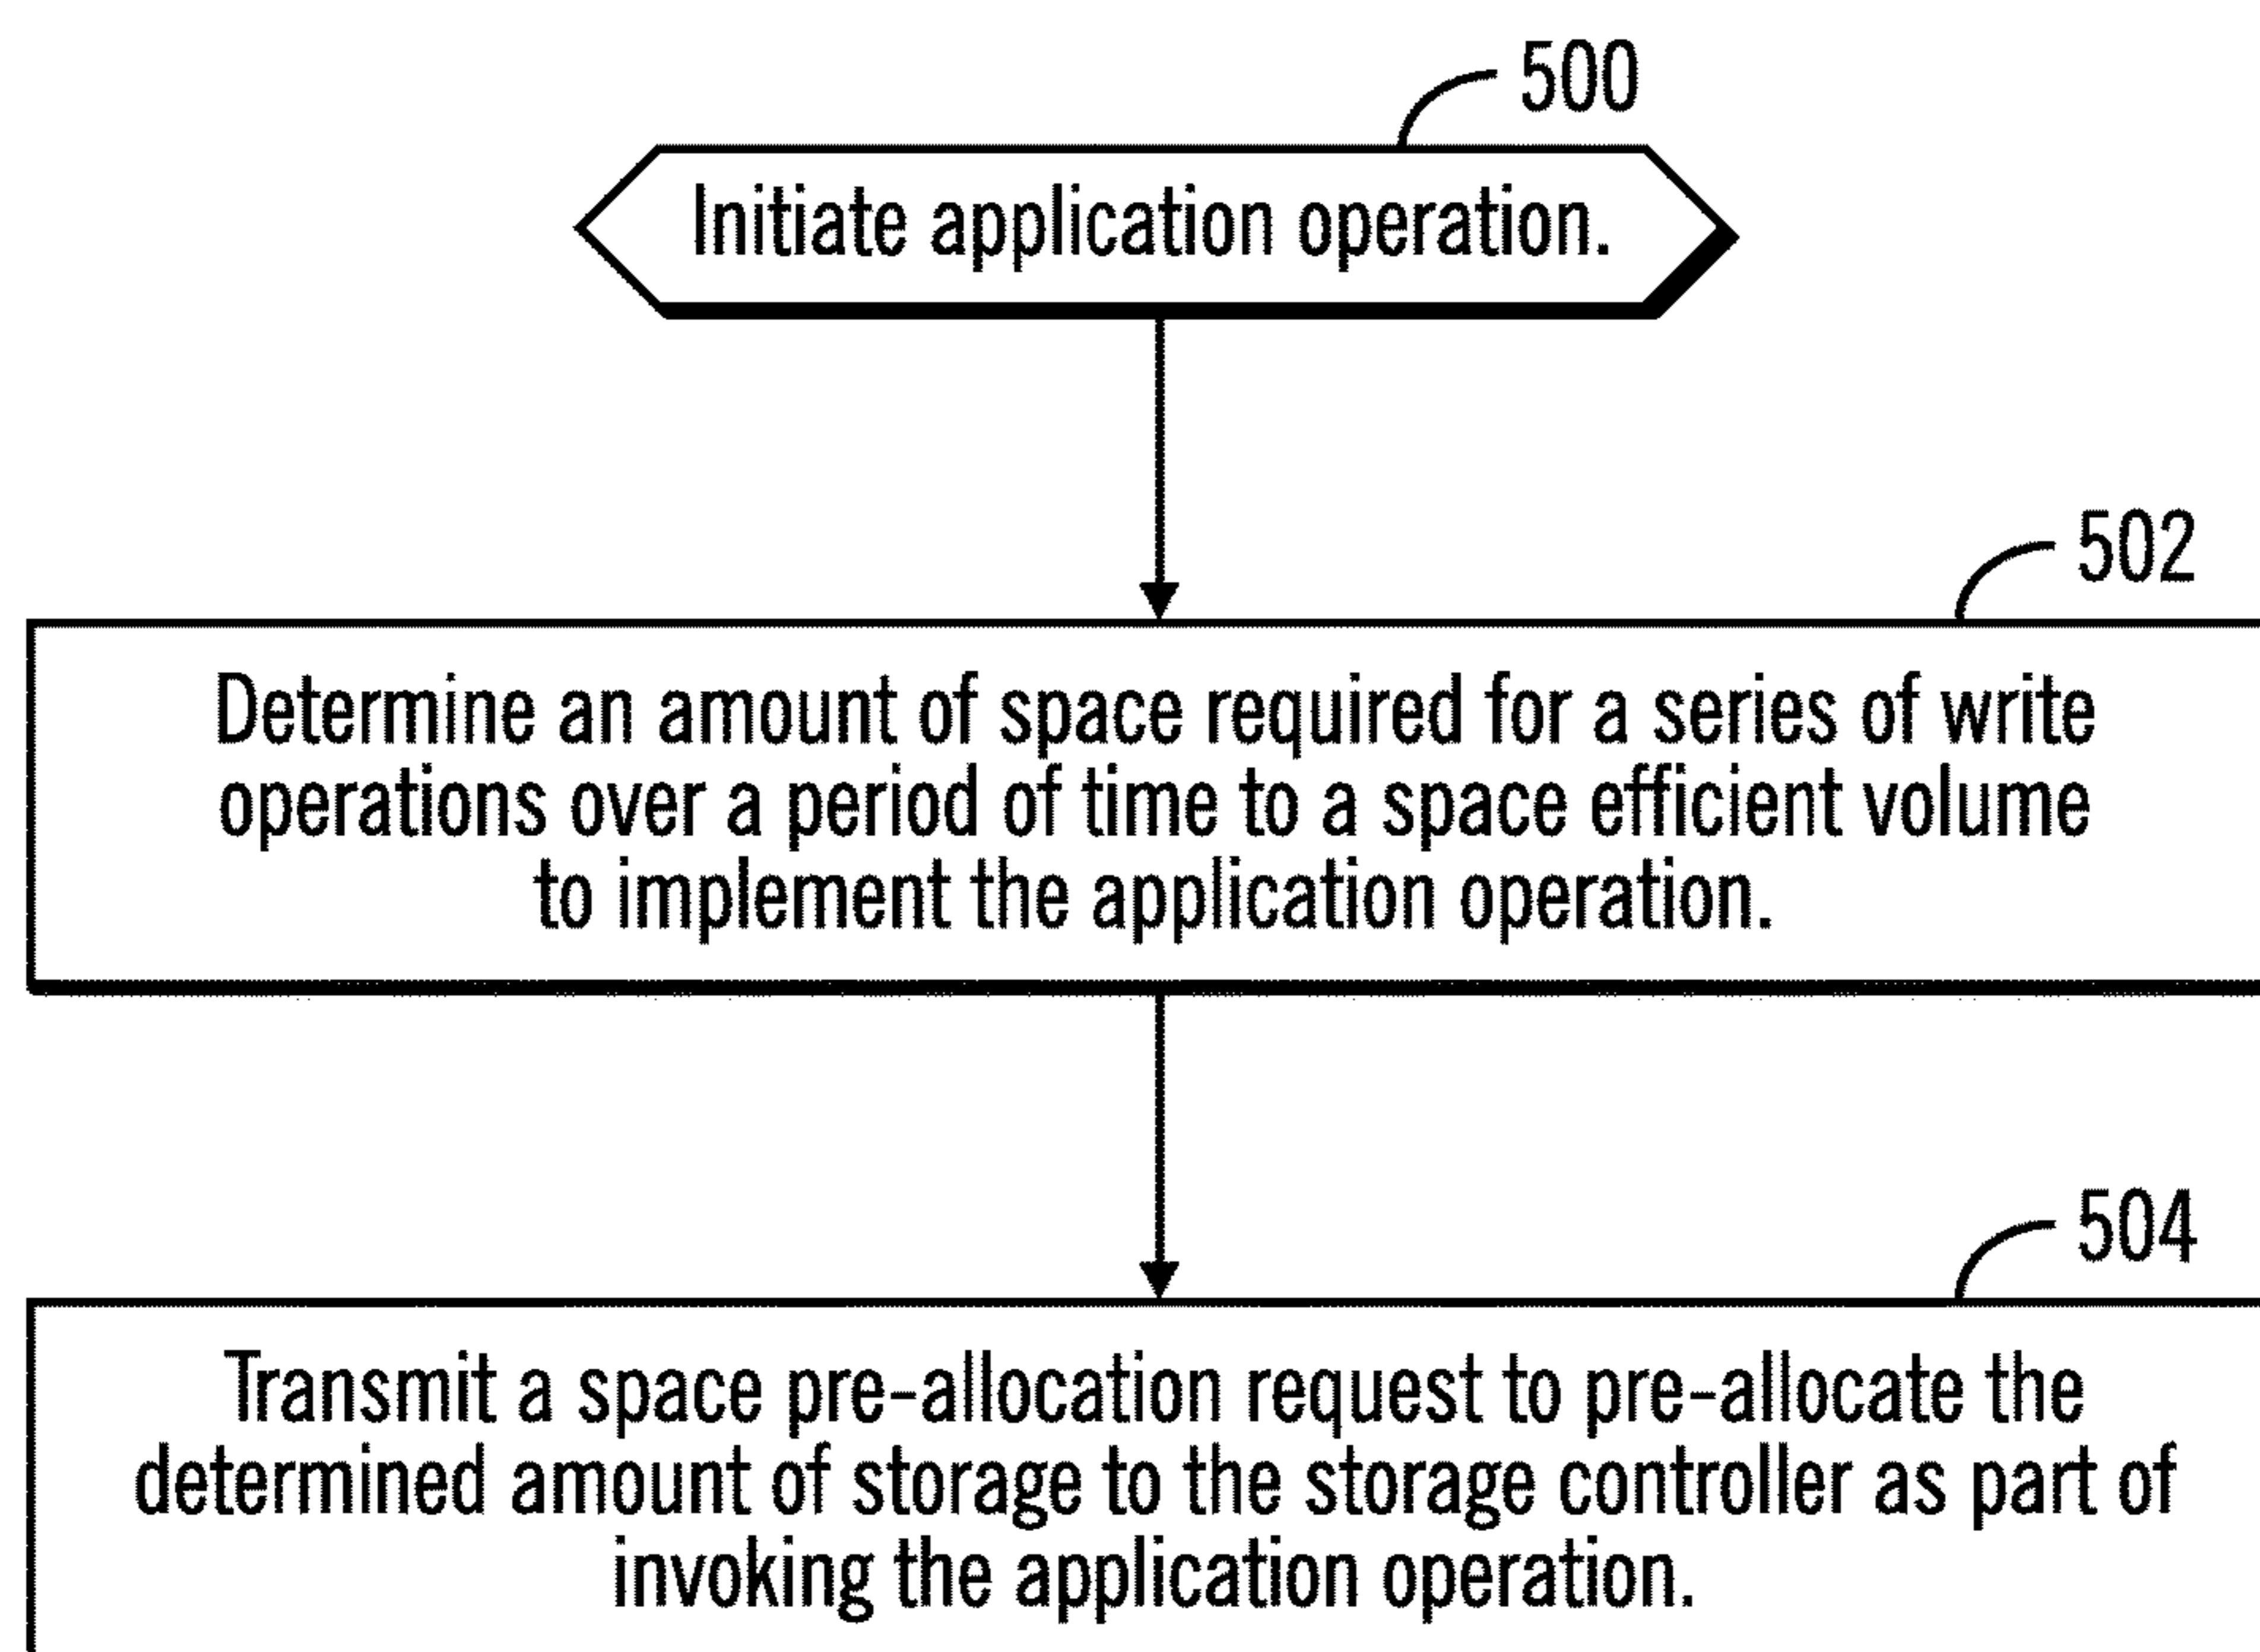 500
Initiate application operation.
502
Determine an amount of space required for a series of write
operations over a period of time to a space efficient volume
to implement the application operation.
504
Transmit a space pre-allocation request to pre-allocate the
determined amount of storage to the storage controller as part of
invoking the application operation.